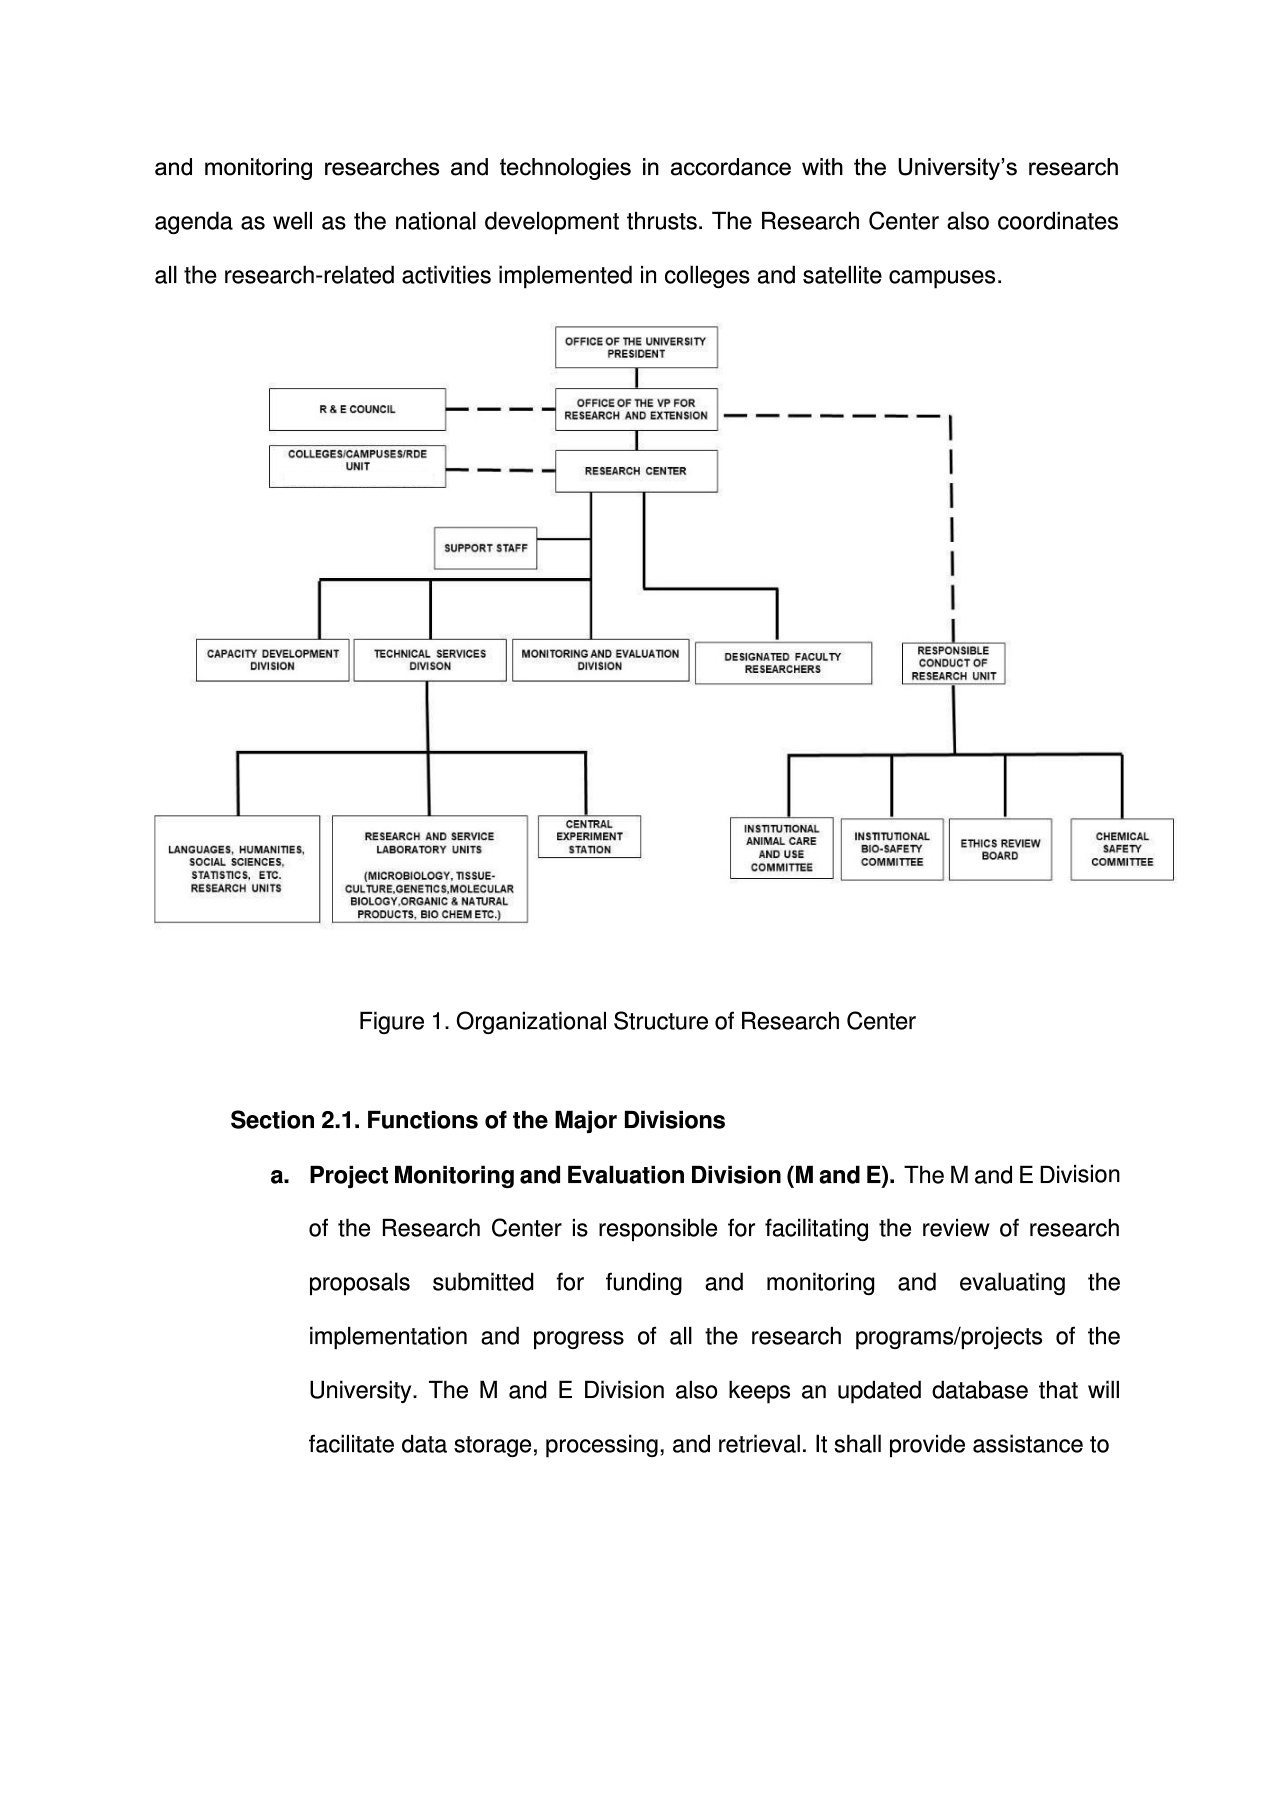 and monitoring researches and technologies in accordance with the University’s research
agenda as well as the national development thrusts. The Research Center also coordinates
all the research-related activities implemented in colleges and satellite campuses.
OFFICE OF THE UNIVERSITY
PRESIDENT
R & E COUNCIL
OFFICE OF THE VP FOR
RESEARCH AND EXTENSION
COLLEGES/CAMPUSES/RDE
UNIT
RESEARCH CENTER
SUPPORT STAFF
CAPACITY DEVELOPMENT
DIVISION
TECHNICAL SERVICES
DIVISON
MONITORING AND EVALUATION
DIVISION
DESIGNATED FACULTY
RESEARCHERS
RESPONSIBLE
CONDUCT OF
RESEARCH UNIT
LANGUAGES, HUMANITIES,
SOCIAL SCIENCES,
STATISTICS, ETC.
RESEARCH UNITS
RESEARCH AND SERVICE
LABORATORY UNITS
(MICROBIOLOGY, TISSUE-
CULTURE,GENETICS,MOLECULAR
BIOLOGY,ORGANIC & NATURAL
PRODUCTS, BIO CHEM ETC.)
CENTRAL
EXPERIMENT
STATION
INSTITUTIONAL
ANIMAL CARE
AND USE
COMMITTEE
INSTITUTIONAL
BIO-SAFETY
COMMITTEE
ETHICS REVIEW
BOARD
CHEMICAL
SAFETY
COMMITTEE
Figure 1. Organizational Structure of Research Center
Section 2.1. Functions of the Major Divisions
a. Project Monitoring and Evaluation Division (M and E). The M and E Division
of the Research Center is responsible for facilitating the review of research
proposals submitted for funding and monitoring and evaluating the
implementation and progress of all the research programs/projects of the
University. The M and E Division also keeps an updated database that will
facilitate data storage, processing, and retrieval. It shall provide assistance to